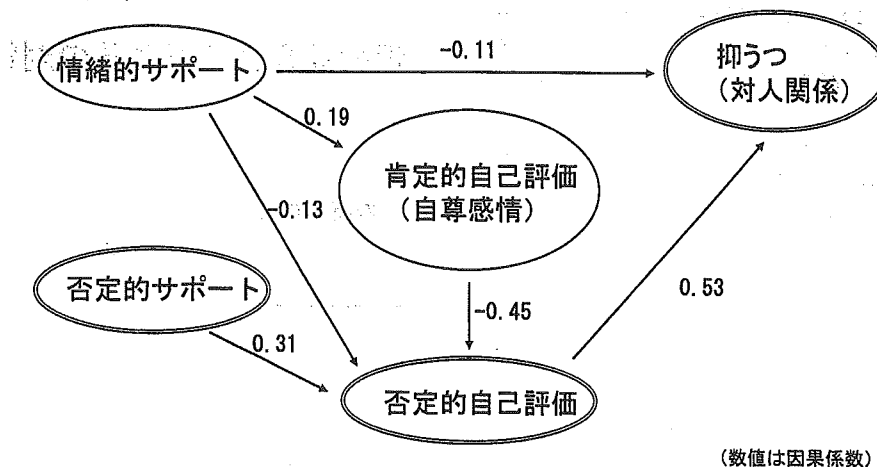 情緒的サポート
-0.11
抑うつ
(対人関係)
0.19
肯定的自己評価
(自尊感情)
-0.13
否定的サポート
0.31
-0.45
0.53
否定的自己評価
(数値は因果係数)